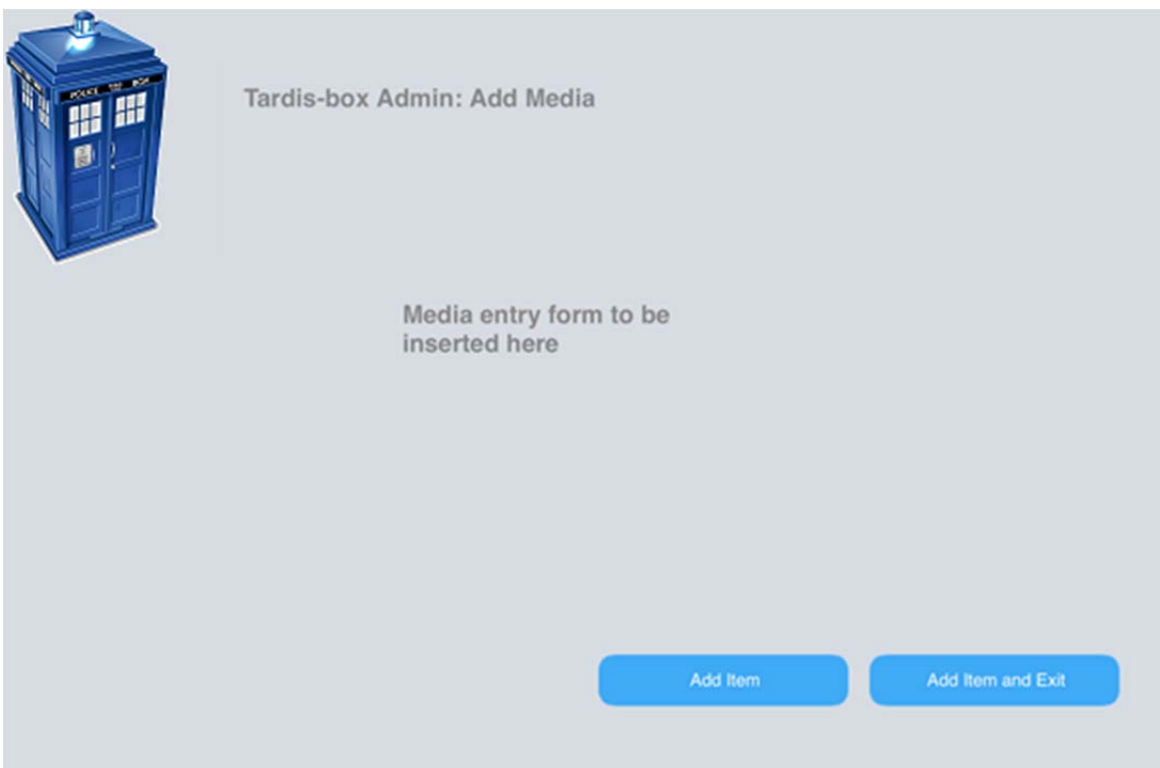 POLICE BOX
Tardis-box Admin: Add Media
Media entry form to be
inserted here
Add Item
Add Item and Exit